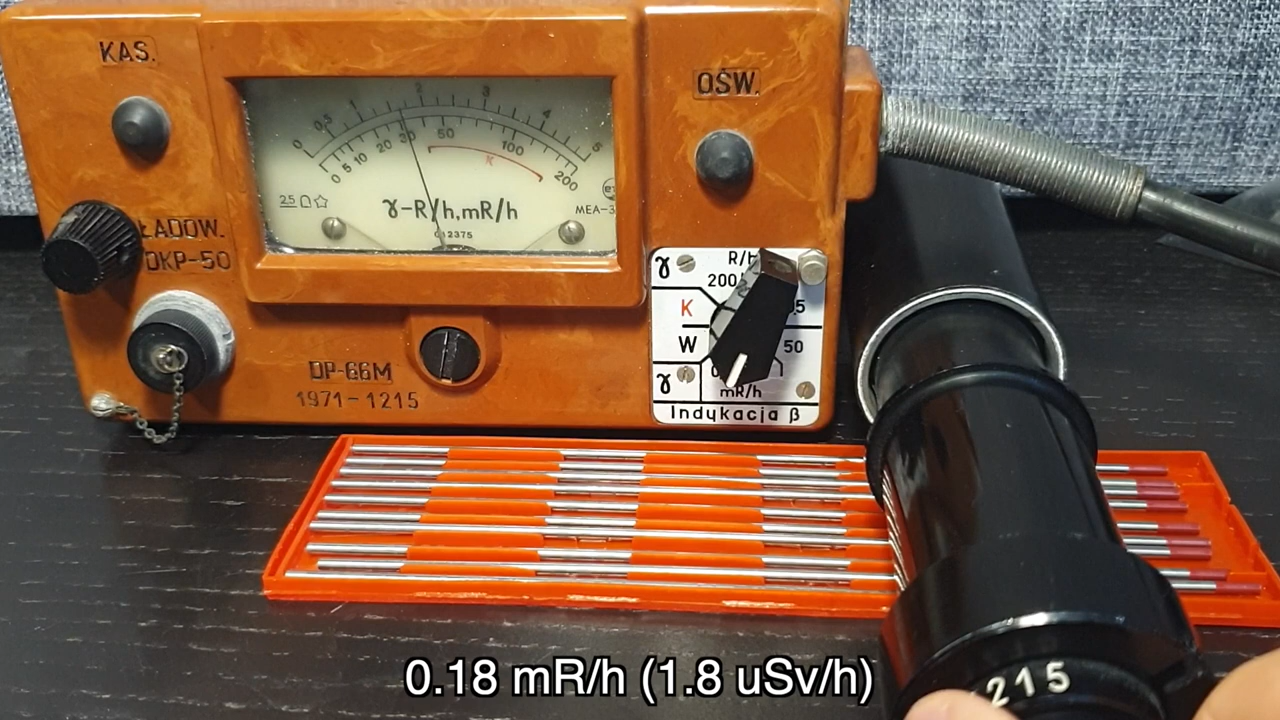 KAS.
OŚW.
0 0,5 1 2 3 4 5
0 5 10 20 30 50 100 200
K
25
γ-R/h,mR/h
MEA-3
012375
ŁADOW.
DKP-50
DP-66M
1971-1215
γ R/h
200
K 5
W 50
γ
mR/h
Indykacja β
215
0.18 mR/h (1.8 uSv/h)